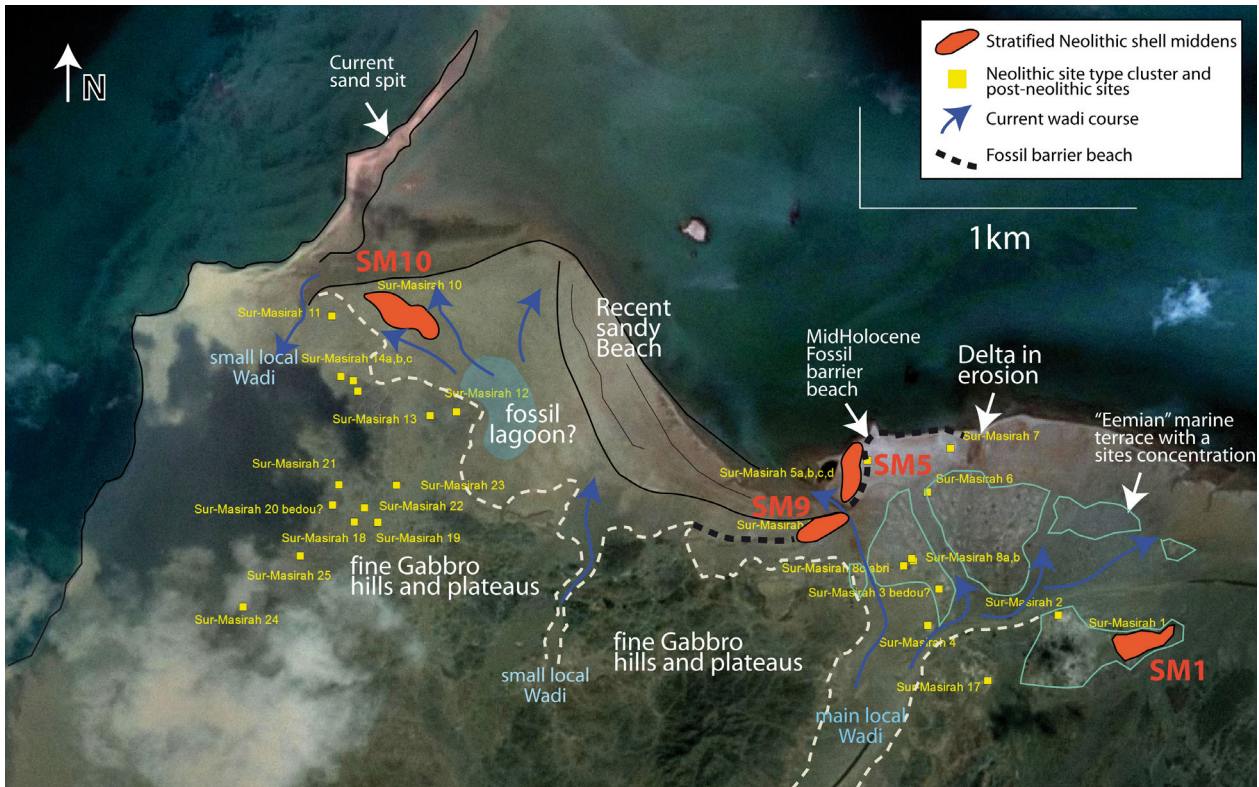 N
Current
sand spit
Stratified Neolithic shell middens
Neolithic site type cluster and
post-neolithic sites
Current wadi course
Fossil barrier beach
1km
SM10
Sur-Masirah 10
Sur-Masirah 11
small local
Wadi
Sur-Masirah 14a,b,c
Sur-Masirah 12
Sur-Masirah 13
fossil
lagoon?
Recent
sandy
Beach
MidHolocene
Fossil
barrier
beach
Delta in
erosion
"Eemian" marine
terrace with a
sites concentration
Sur-Masirah 7
Sur-Masirah 5a,b,c,d
SM5
Sur-Masirah 6
SM9
Sur-Masirah
Sur-Masirah 21
Sur-Masirah 23
Sur-Masirah 20 bedou?
Sur-Masirah 22
Sur-Masirah 18
Sur-Masirah 19
Sur-Masirah 25
Sur-Masirah 24
fine Gabbro
hills and plateaus
Sur-Masirah 8c abri
Sur-Masirah 8a,b
Sur-Masirah 3 bedou?
Sur-Masirah 2
Sur-Masirah 1
Sur-Masirah 4
SM1
fine Gabbro
hills and plateaus
small local
Wadi
Sur-Masirah 17
main local
Wadi